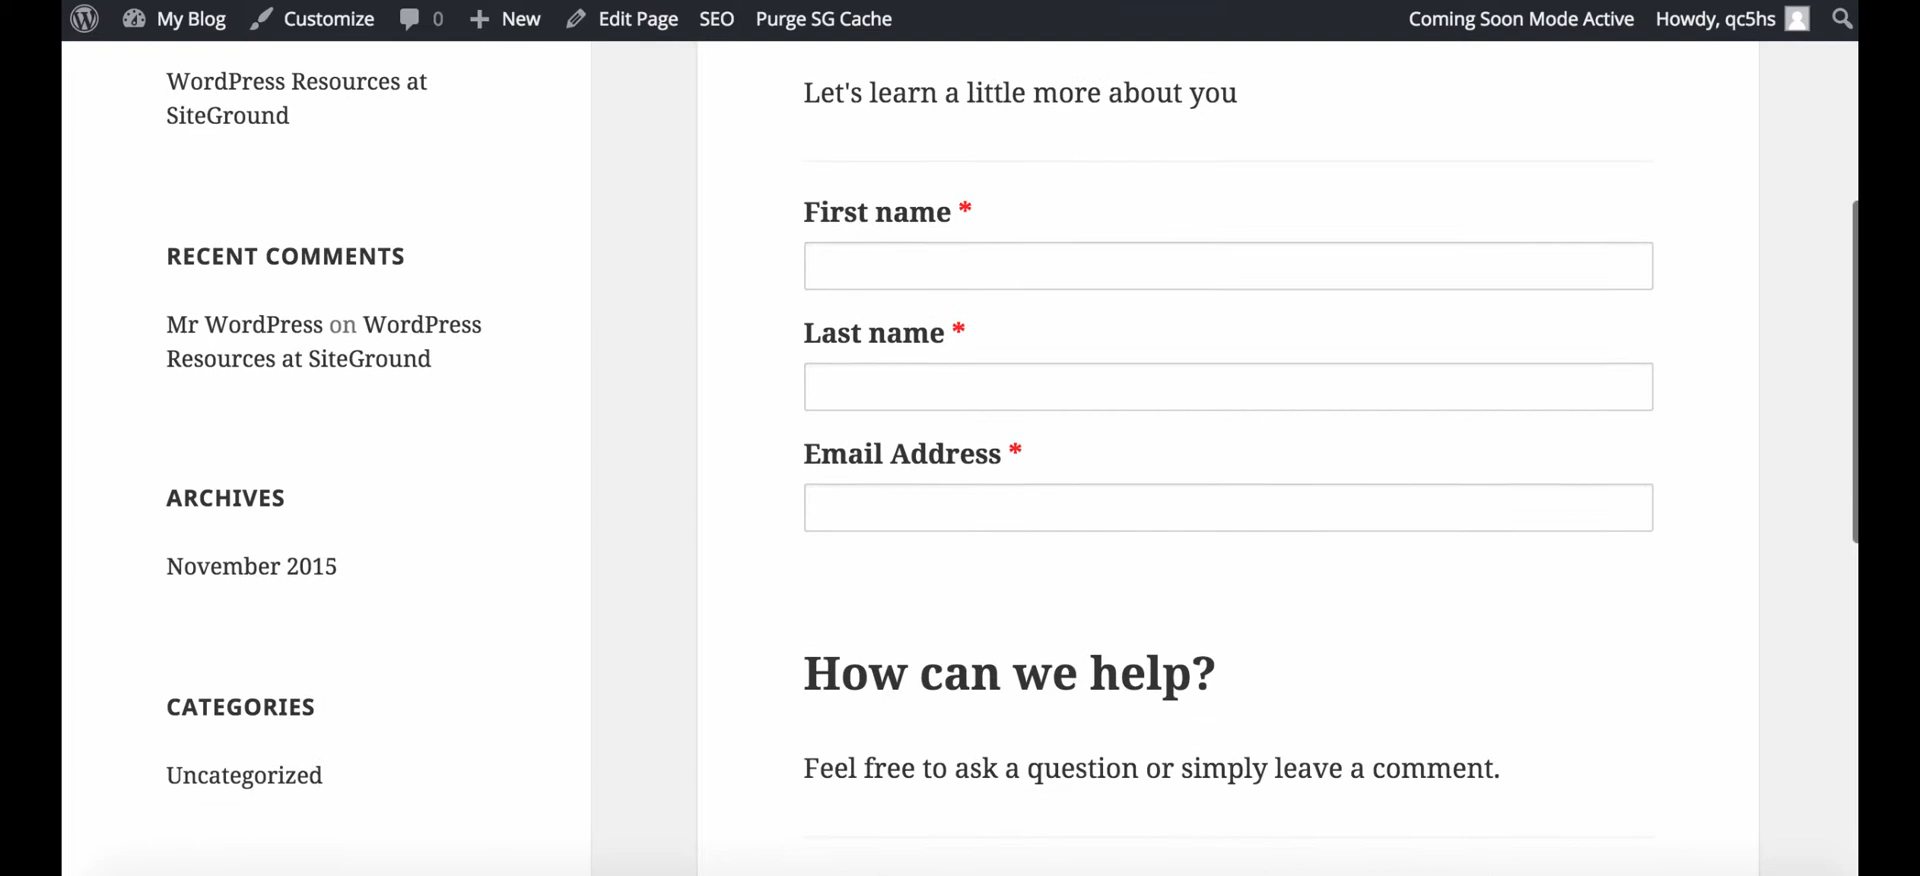 My Blog Customize 0 New Edit Page SEO Purge SG Cache Coming Soon Mode Active Howdy, qc5hs
WordPress Resources at
SiteGround
RECENT COMMENTS
Mr WordPress on WordPress
Resources at SiteGround
ARCHIVES
November 2015
CATEGORIES
Uncategorized
Let's learn a little more about you
First name *
Last name *
Email Address *
How can we help?
Feel free to ask a question or simply leave a comment.